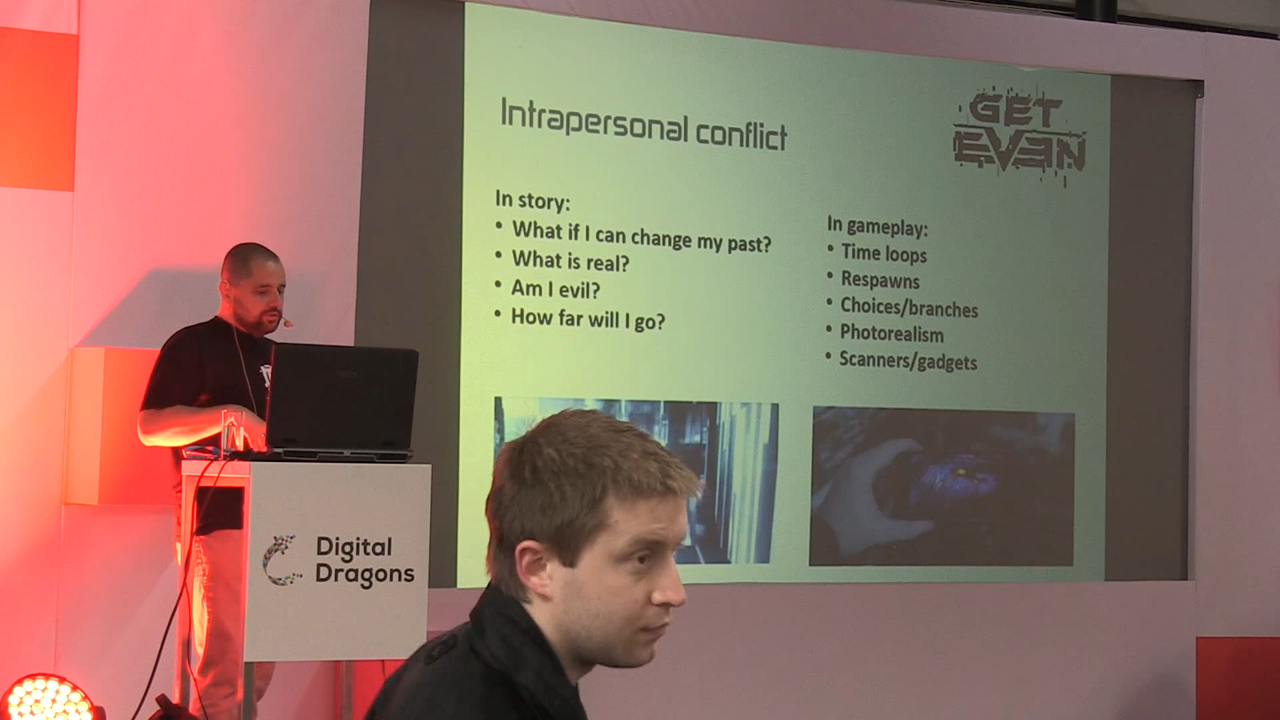 Intrapersonal conflict
GET
EVEN
In story:
• What if I can change my past?
• What is real?
• Am I evil?
• How far will I go?
In gameplay:
• Time loops
• Respawns
• Choices/branches
• Photorealism
• Scanners/gadgets
Digital
Dragons